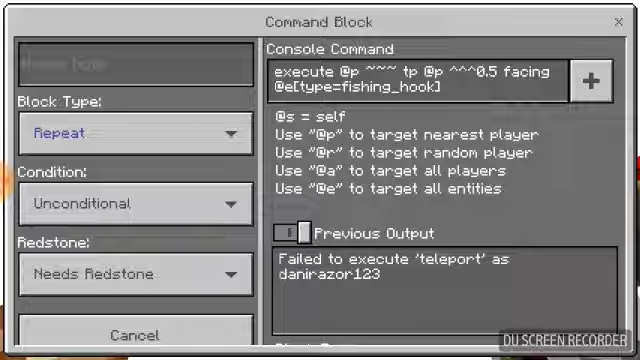 Command Block
×
Console Command
execute @p ~~~ tp @p ^^^0.5 facing
@e[type=fishing_hook]
+
@s = self
Use "@p" to target nearest player
Use "@r" to target random player
Use "@a" to target all players
Use "@e" to target all entities
Previous Output
Failed to execute 'teleport' as
danirazor123
Block Type:
Repeat
Condition:
Unconditional
Redstone:
Needs Redstone
Cancel
DU SCREEN RECORDER